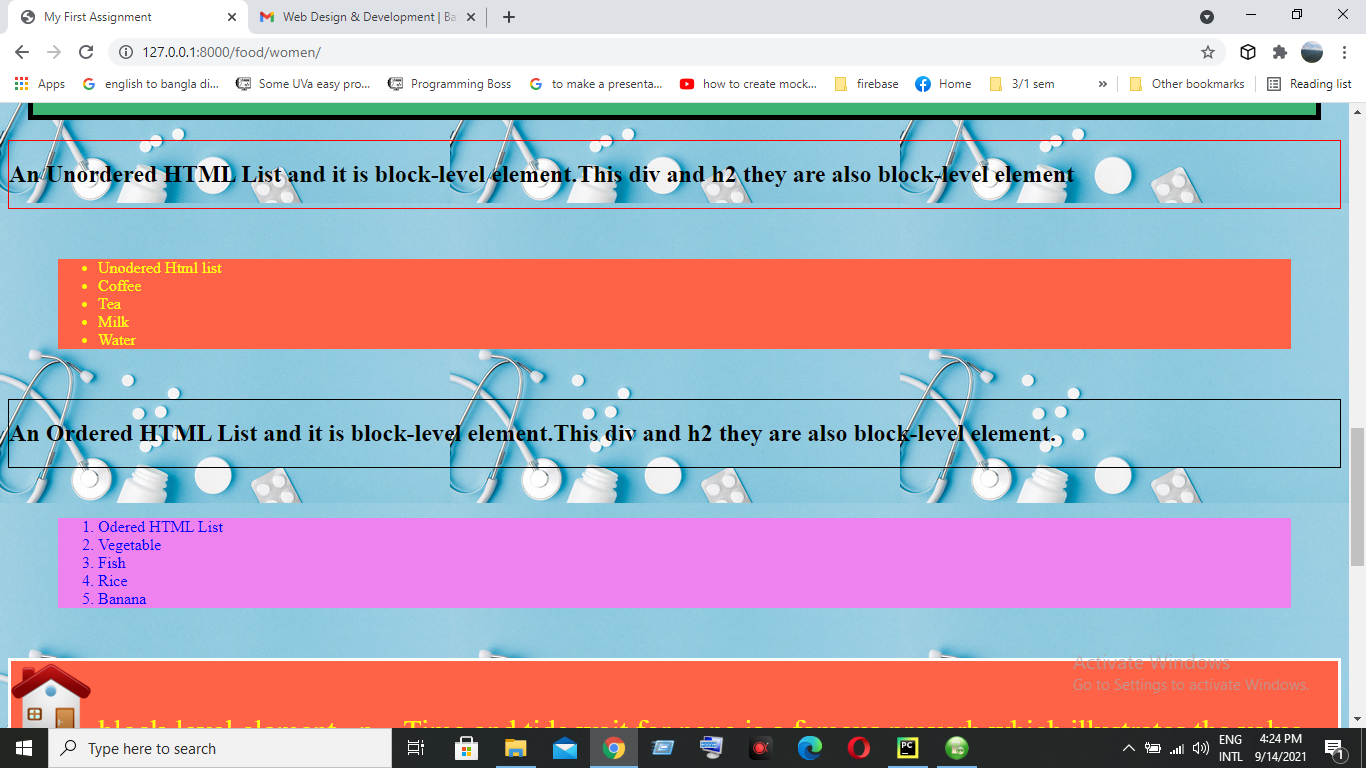 My First Assignment
Web Design & Development | Ba
127.0.0.1:8000/food/women/
Apps
english to bangla di...
Some UVa easy pro...
Programming Boss
to make a presenta...
how to create mock...
firebase
Home
3/1 sem
»
Other bookmarks
Reading list
An Unordered HTML List and it is block-level element.This div and h2 they are also block-level element
• Unodered Html list
• Coffee
• Tea
• Milk
• Water
An Ordered HTML List and it is block-level element.This div and h2 they are also block-level element.
1. Odered HTML List
2. Vegetable
3. Fish
4. Rice
5. Banana
Activate Windows
Go to Settings to activate Windows.
Type here to search
PC
ENG
INTL
4:24 PM
9/14/2021
1